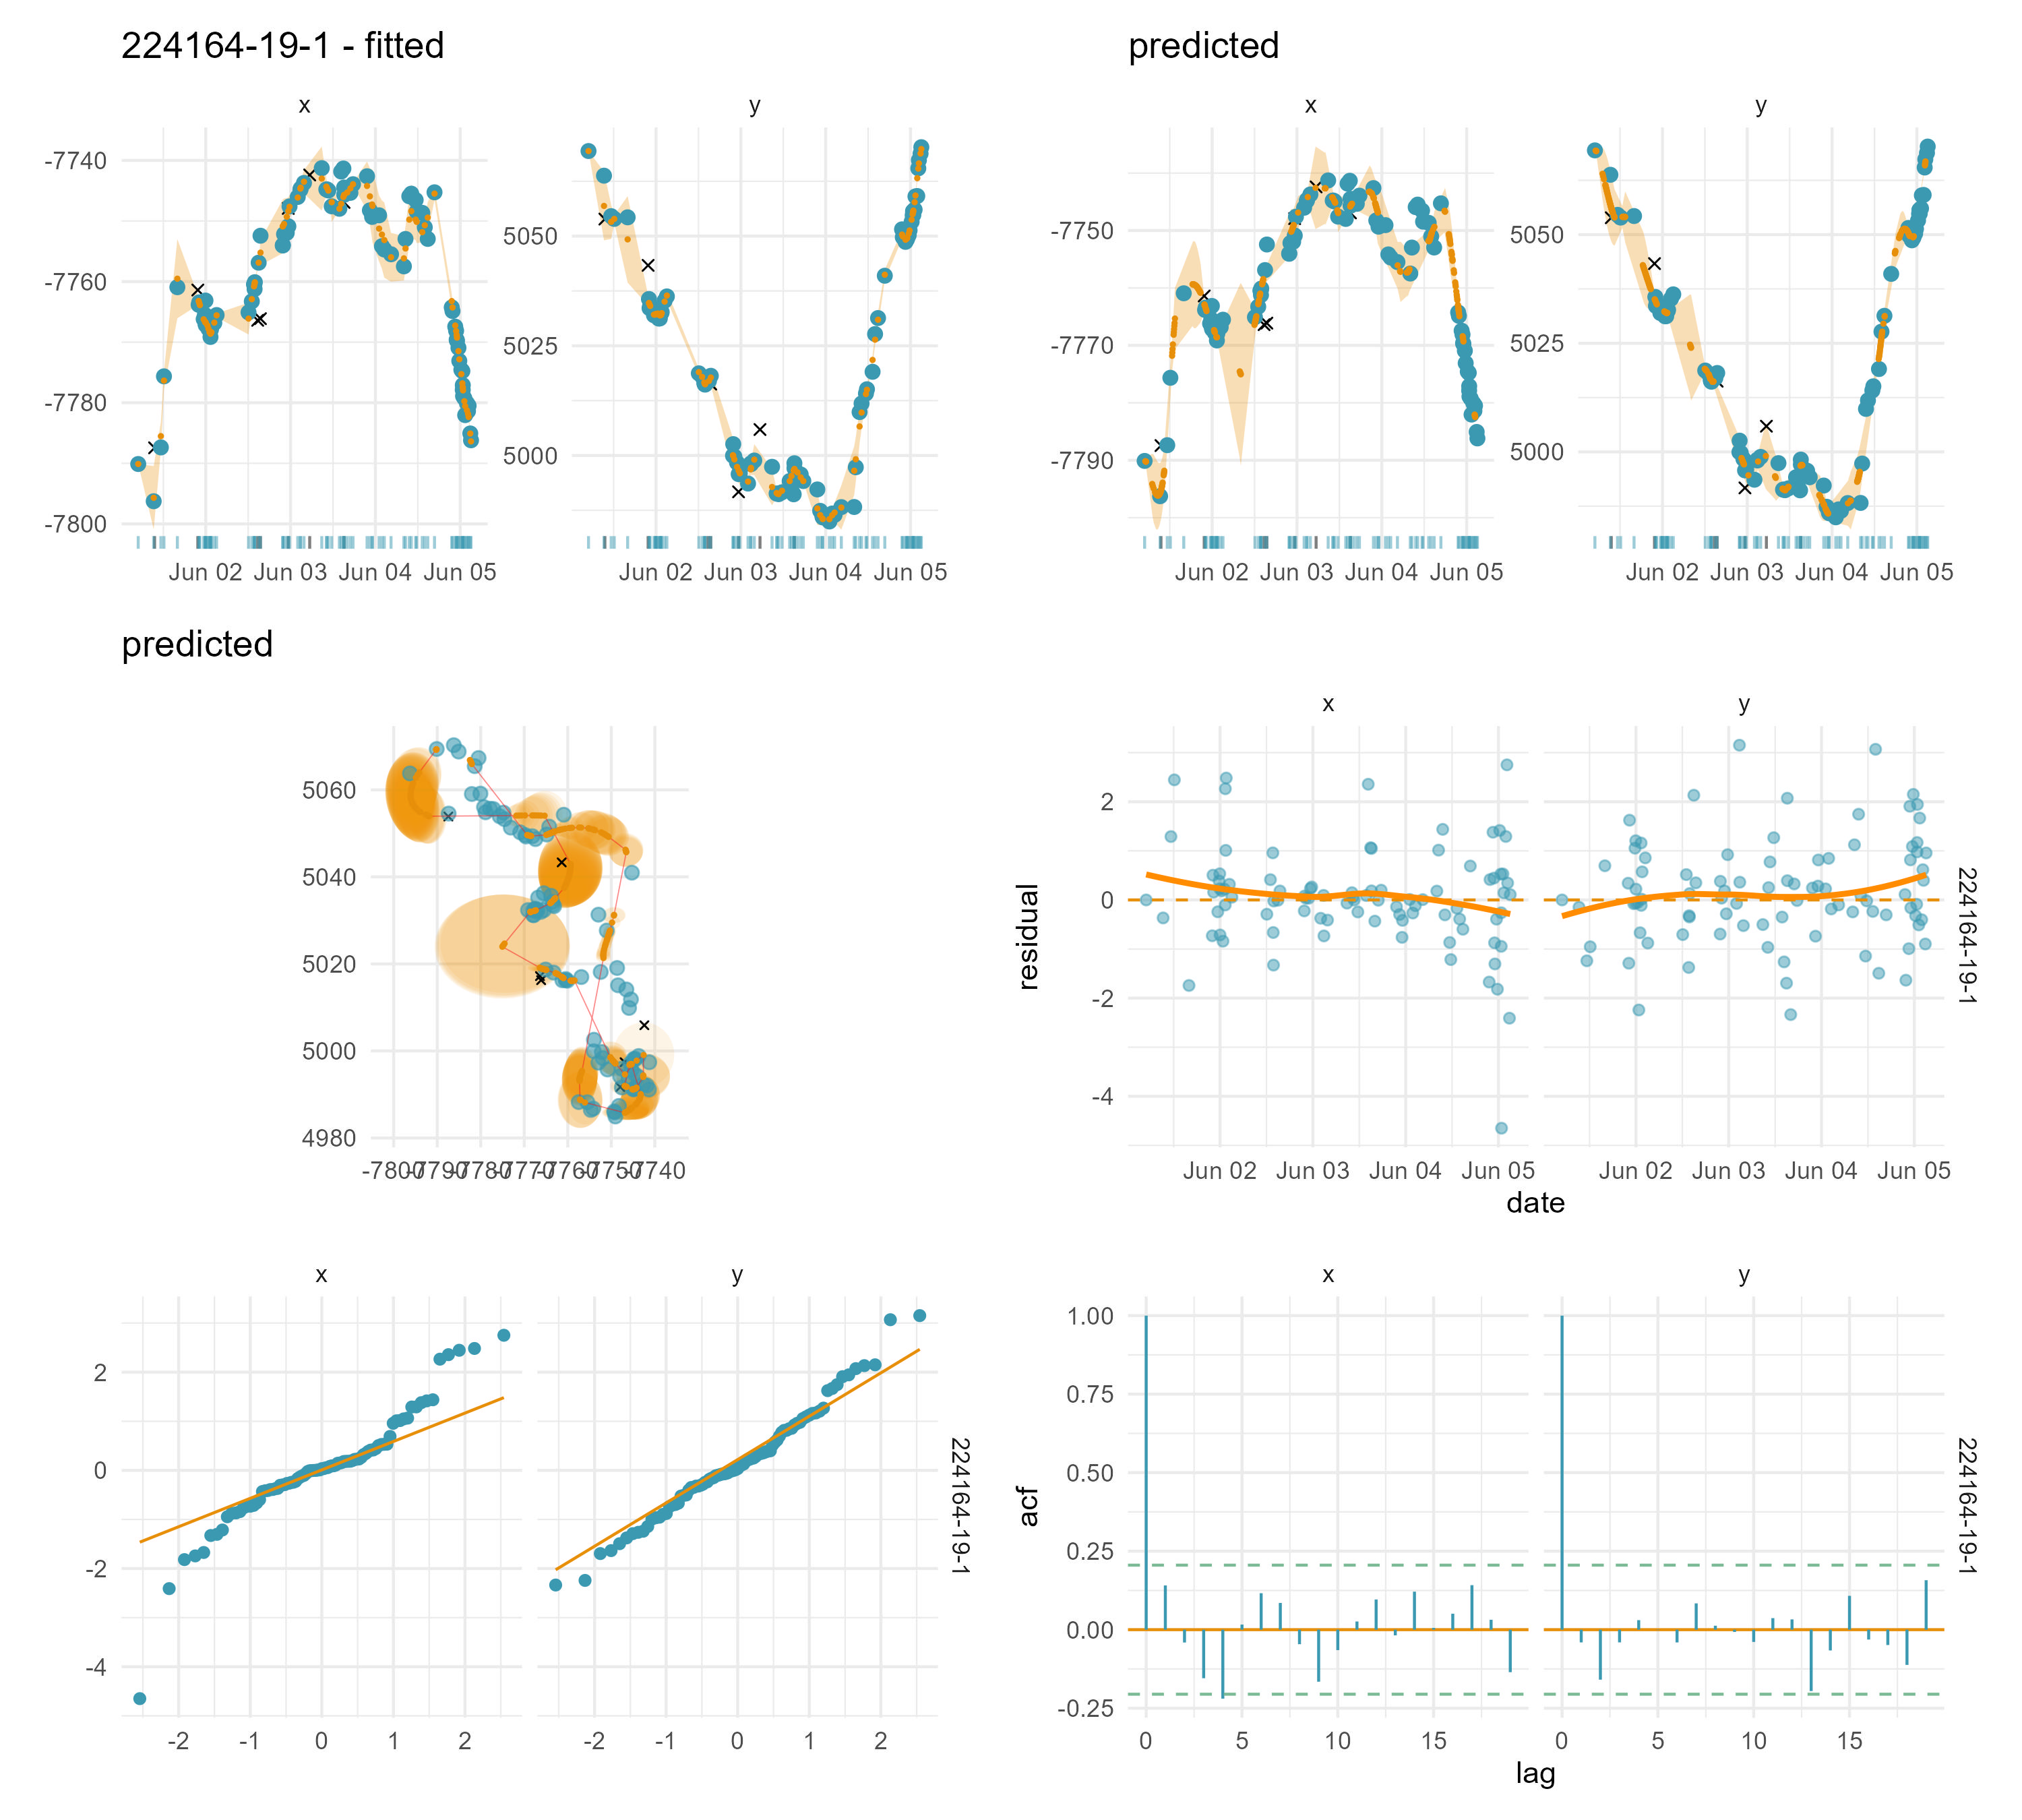 224164-19-1 - fitted
predicted
x
y
x
y
-7740
-7760
-7780
-7800
5050
5025
5000
-7750
-7770
-7790
5050
5025
5000
Jun 02 Jun 03 Jun 04 Jun 05
Jun 02 Jun 03 Jun 04 Jun 05
Jun 02 Jun 03 Jun 04 Jun 05
Jun 02 Jun 03 Jun 04 Jun 05
predicted
5060
5040
5020
5000
4980
-7800 -7790 -7780 -7770 -7760 -7750 -7740
x
y
residual
2
0
-2
-4
224164-19-1
Jun 02 Jun 03 Jun 04 Jun 05
Jun 02 Jun 03 Jun 04 Jun 05
date
x
y
2
0
-2
-4
224164-19-1
-2 -1 0 1 2
-2 -1 0 1 2
x
y
acf
1.00
0.75
0.50
0.25
0.00
-0.25
224164-19-1
0 5 10 15
0 5 10 15
lag